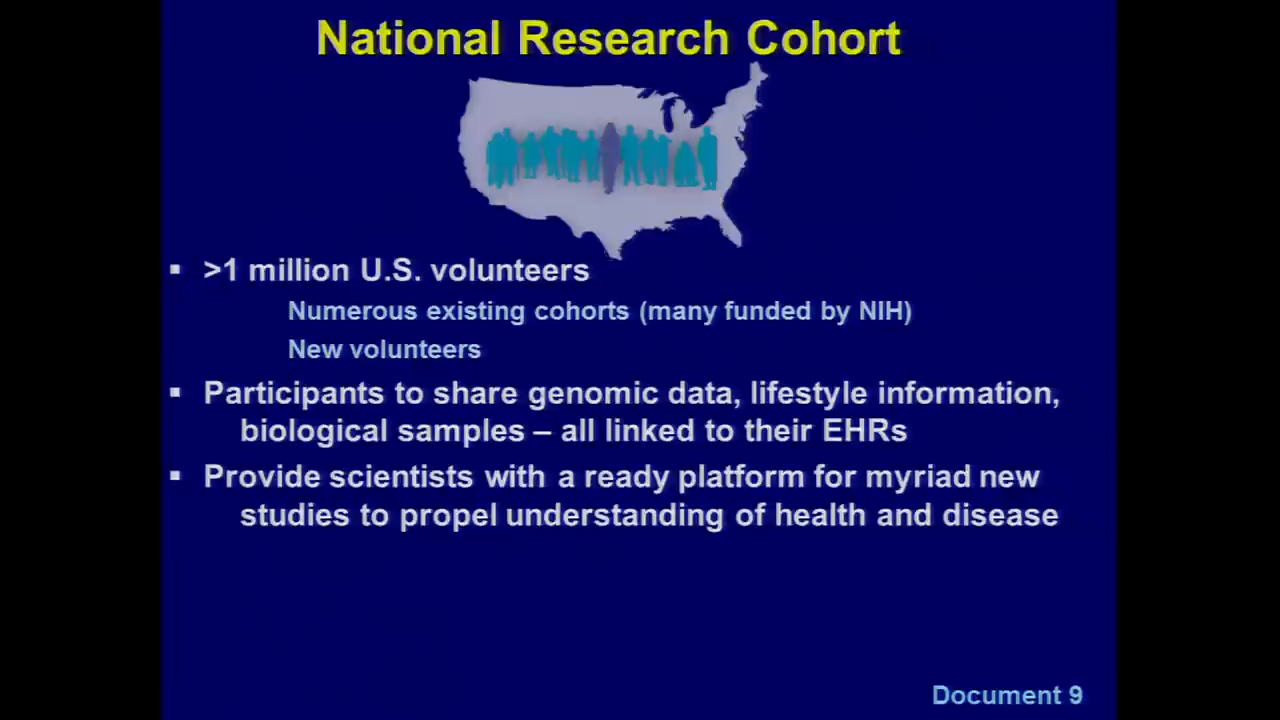 National Research Cohort
▪ >1 million U.S. volunteers
Numerous existing cohorts (many funded by NIH)
New volunteers
▪ Participants to share genomic data, lifestyle information,
biological samples – all linked to their EHRs
▪ Provide scientists with a ready platform for myriad new
studies to propel understanding of health and disease
Document 9